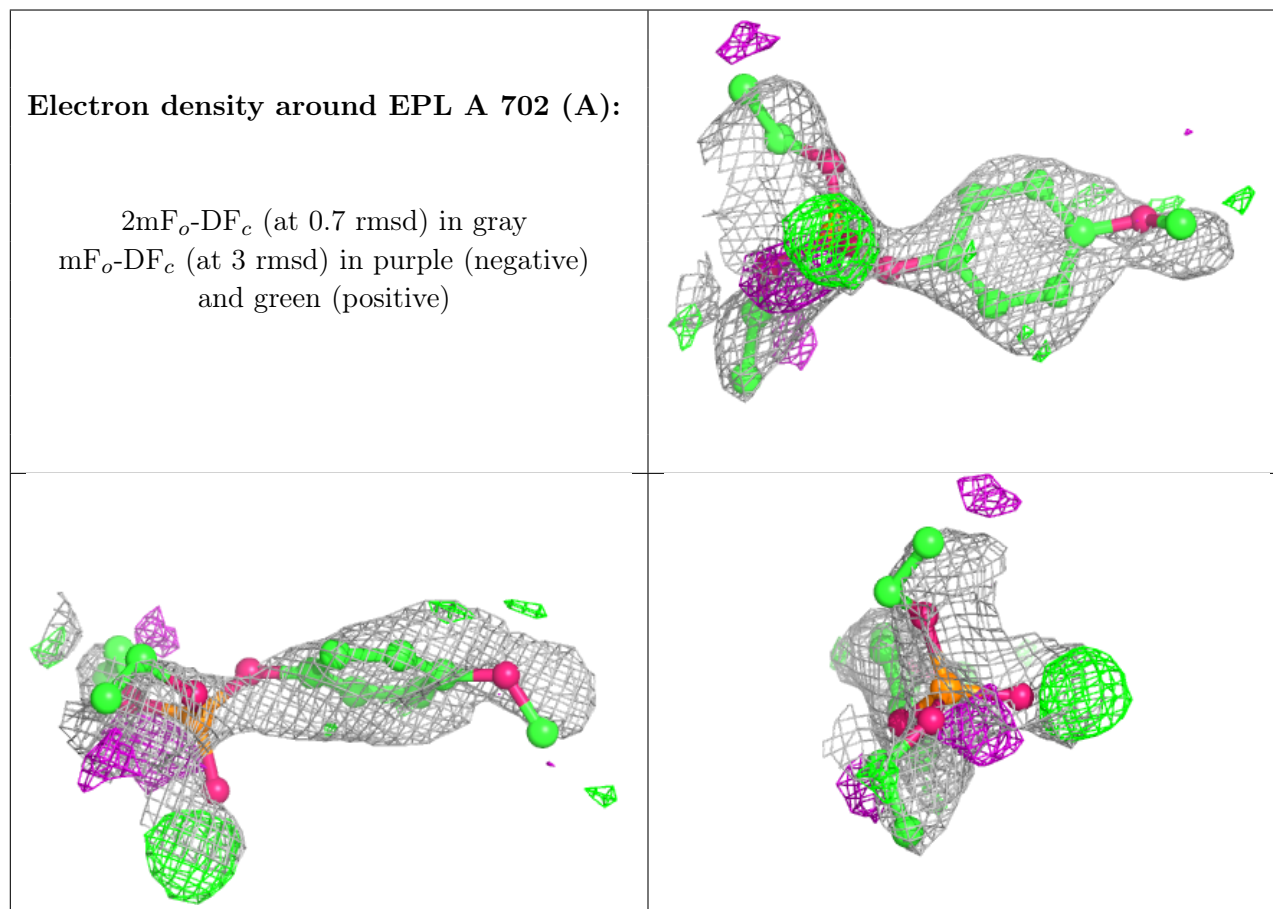 Electron density around EPL A 702 (A):
2mFₒ-DF𝒸 (at 0.7 rmsd) in gray
mFₒ-DF𝒸 (at 3 rmsd) in purple (negative)
and green (positive)